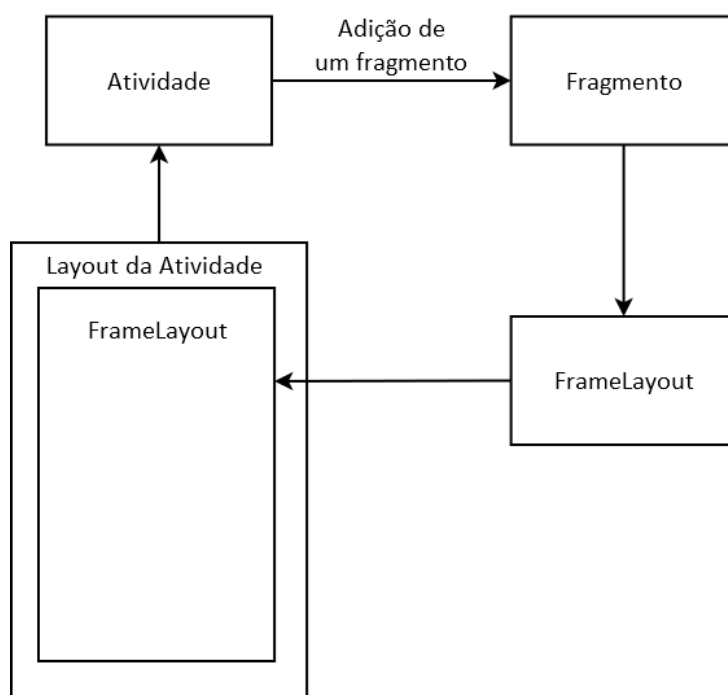 Atividade
Adição de
um fragmento
Fragmento
Layout da Atividade
FrameLayout
FrameLayout